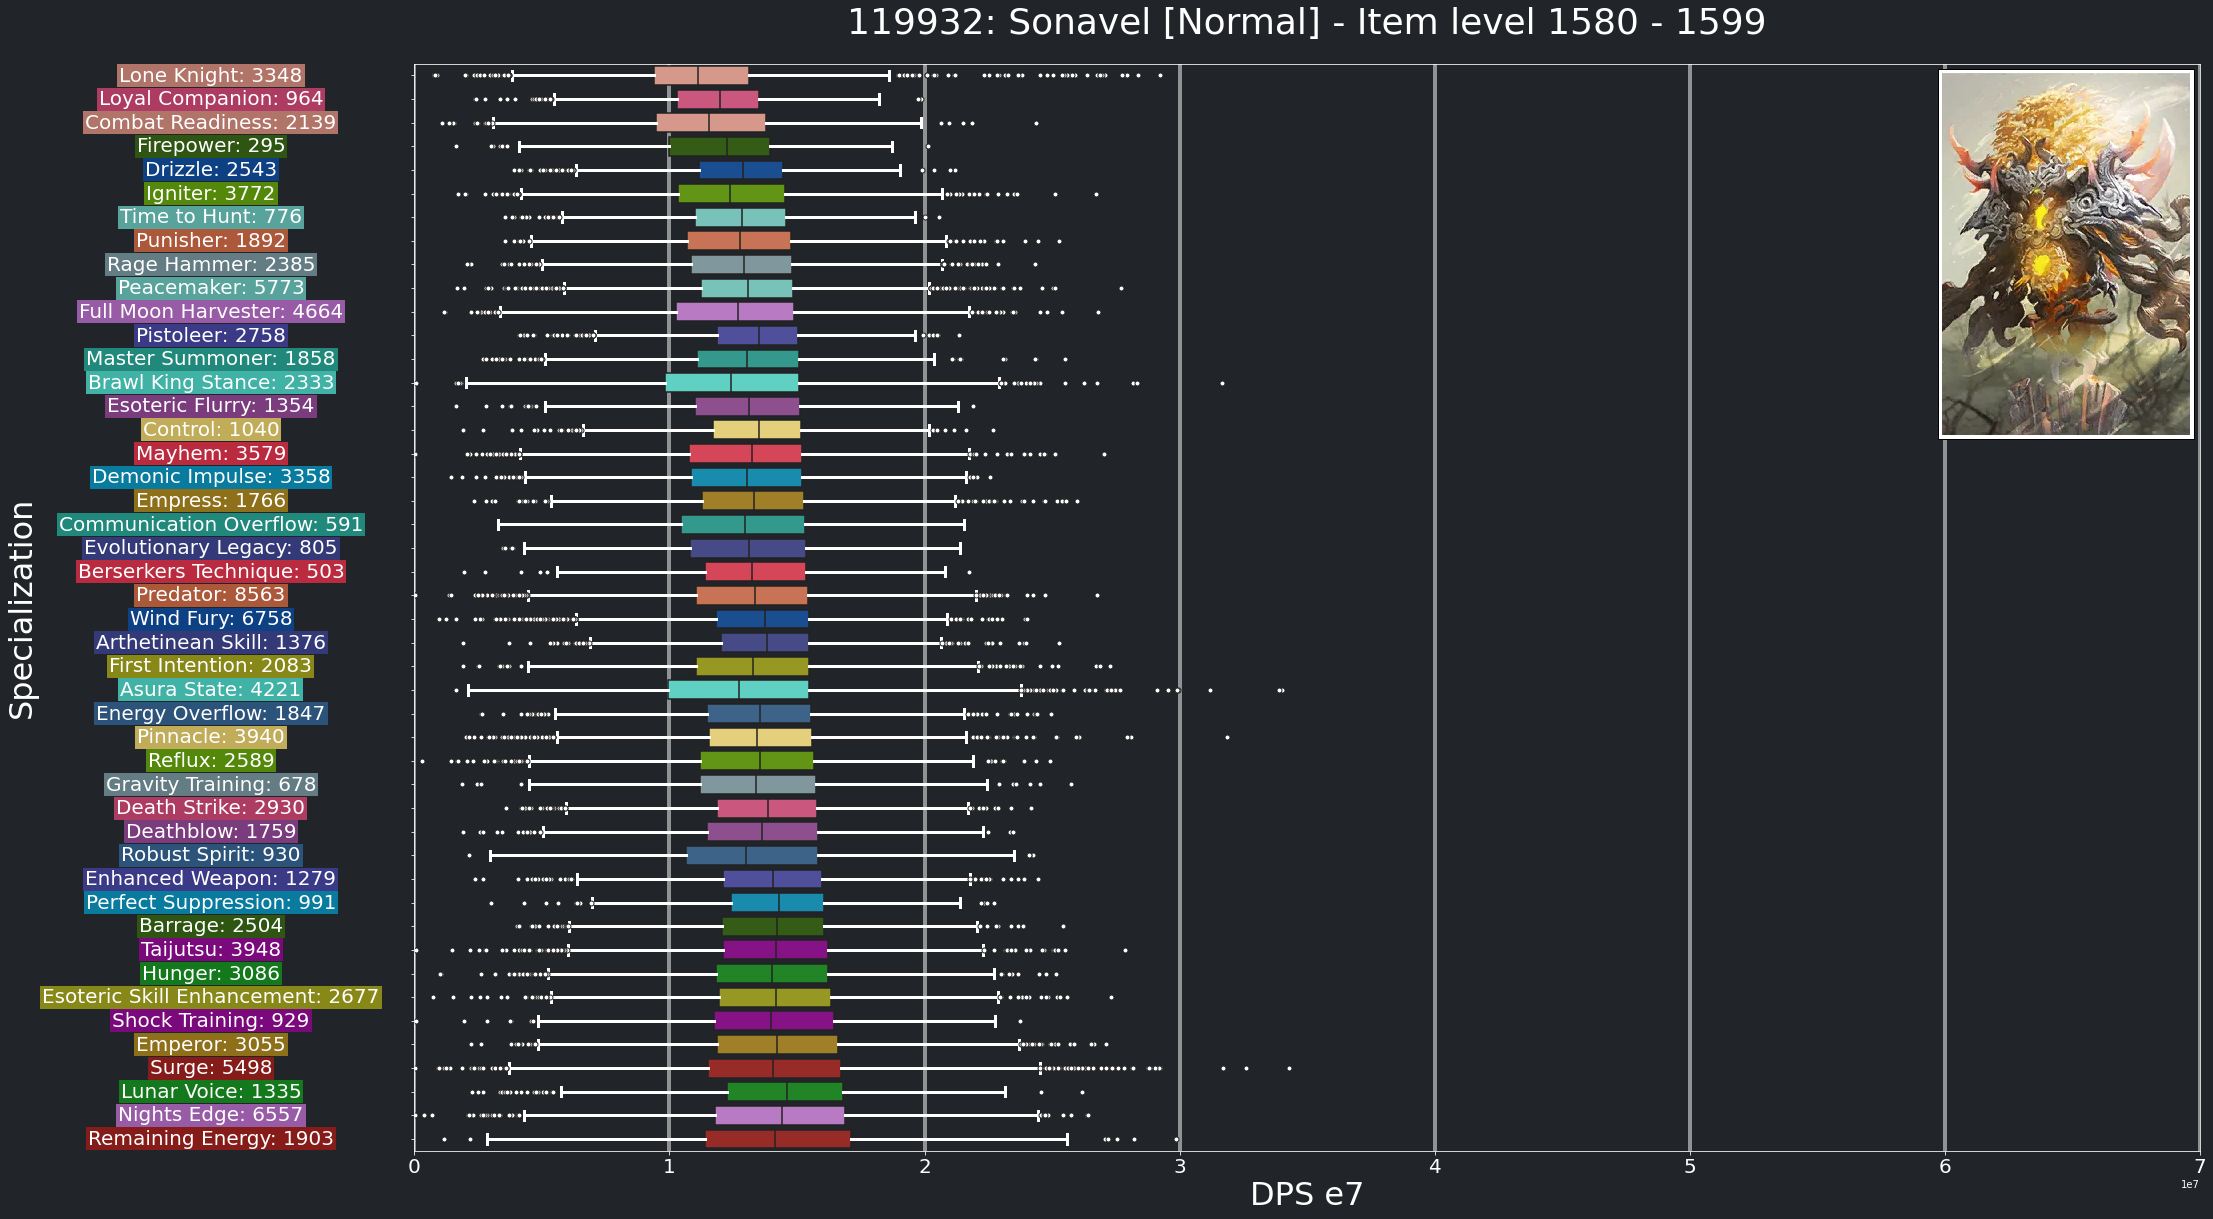 119932: Sonavel [Normal] - Item level 1580 - 1599
Specialization
Lone Knight: 3348
Loyal Companion: 964
Combat Readiness: 2139
Firepower: 295
Drizzle: 2543
Igniter: 3772
Time to Hunt: 776
Punisher: 1892
Rage Hammer: 2385
Peacemaker: 5773
Full Moon Harvester: 4664
Pistoleer: 2758
Master Summoner: 1858
Brawl King Stance: 2333
Esoteric Flurry: 1354
Control: 1040
Mayhem: 3579
Demonic Impulse: 3358
Empress: 1766
Communication Overflow: 591
Evolutionary Legacy: 805
Berserkers Technique: 503
Predator: 8563
Wind Fury: 6758
Arthetinean Skill: 1376
First Intention: 2083
Asura State: 4221
Energy Overflow: 1847
Pinnacle: 3940
Reflux: 2589
Gravity Training: 678
Death Strike: 2930
Deathblow: 1759
Robust Spirit: 930
Enhanced Weapon: 1279
Perfect Suppression: 991
Barrage: 2504
Taijutsu: 3948
Hunger: 3086
Esoteric Skill Enhancement: 2677
Shock Training: 929
Emperor: 3055
Surge: 5498
Lunar Voice: 1335
Nights Edge: 6557
Remaining Energy: 1903
0 1 2 3 4 5 6 7
1e7
DPS e7